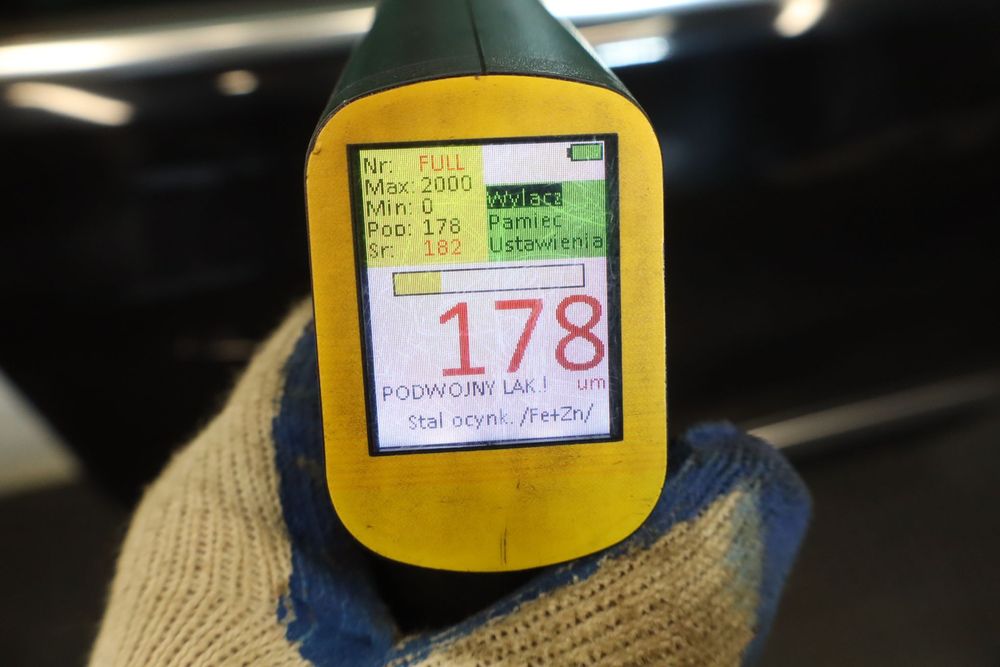 Nr: FULL
Max: 2000
Min: 0
Pop: 178
Sr: 182
Wylacz
Pamiec
Ustawienia
178
um
PODWOJNY LAK.!
Stal ocynk. /Fe+Zn/